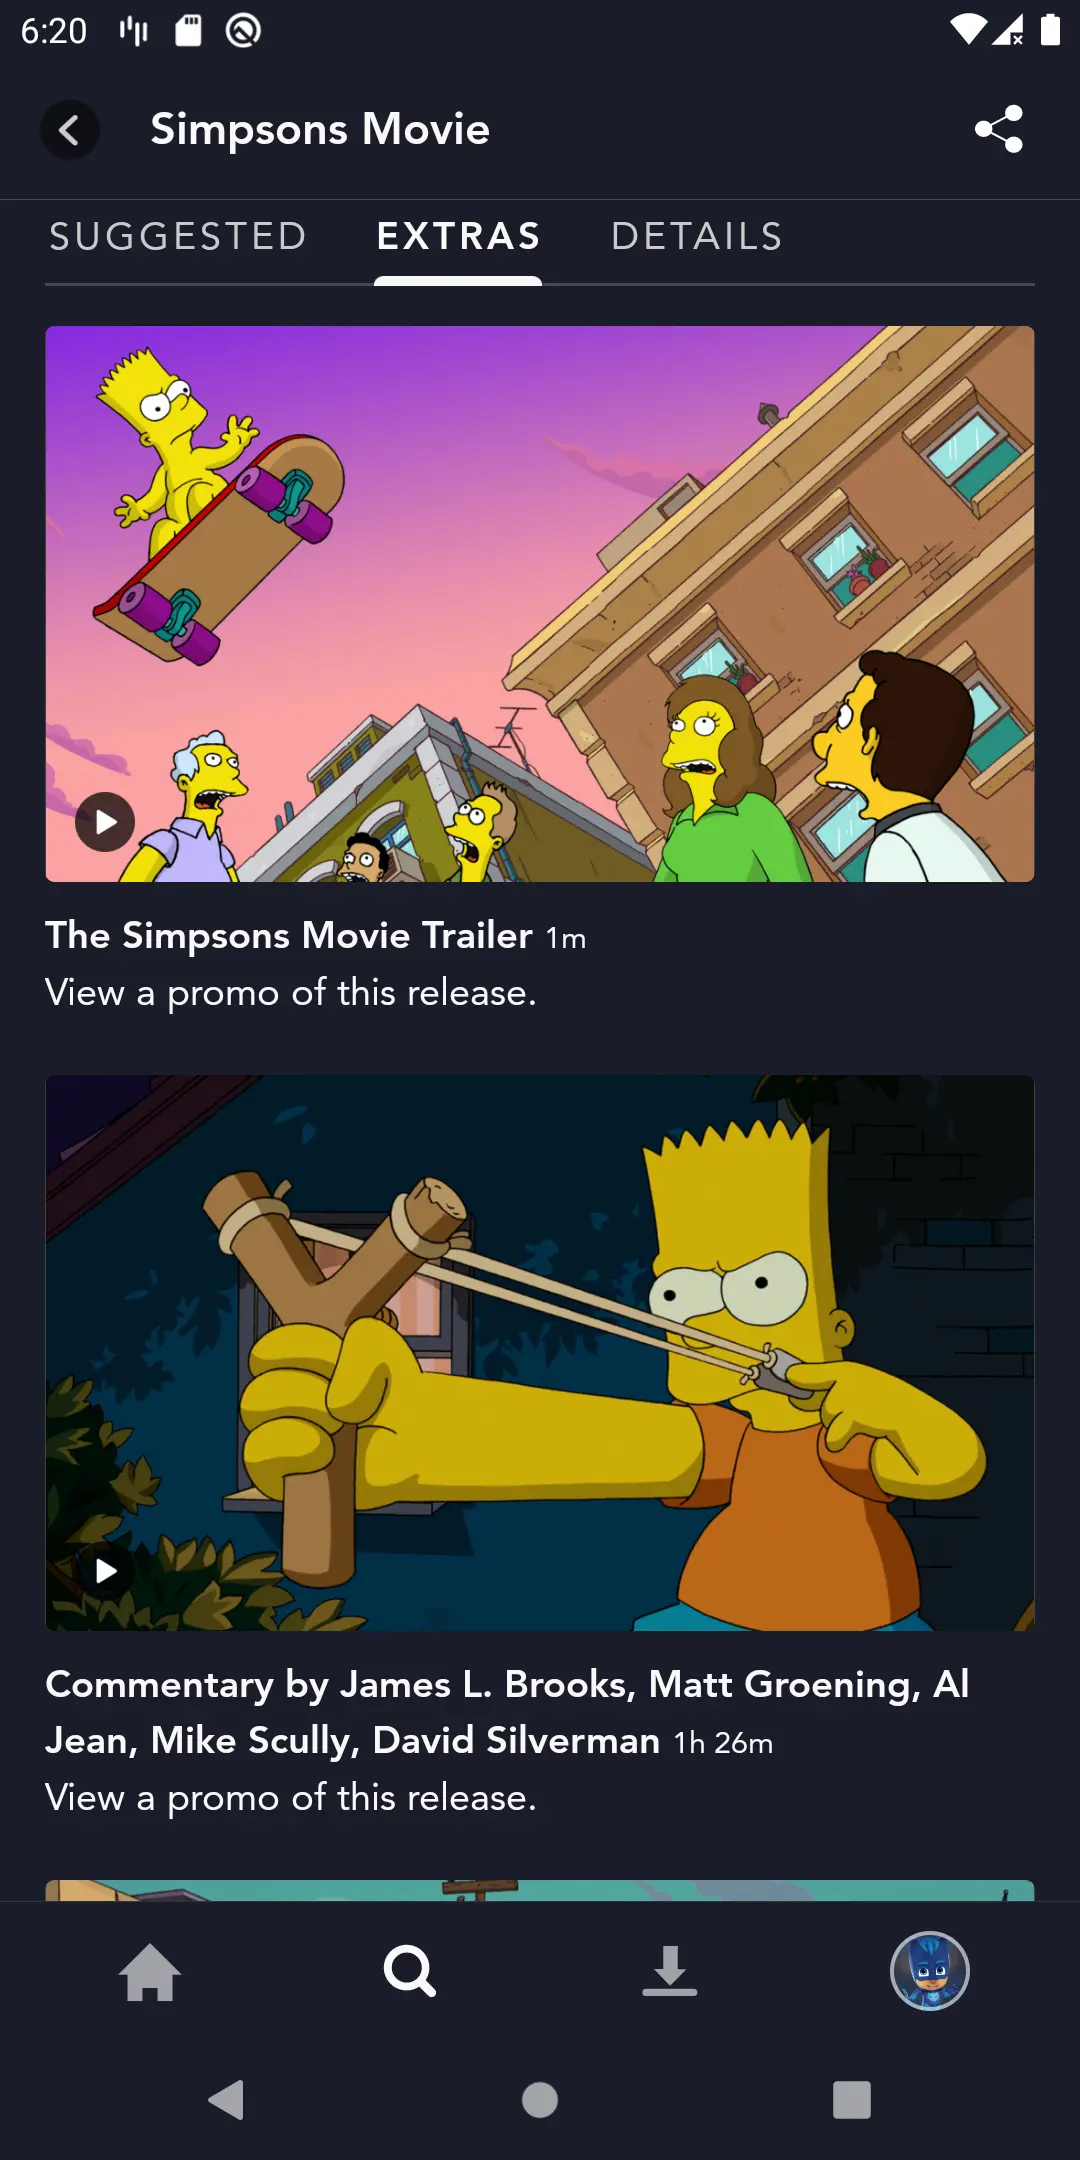 6:20
Simpsons Movie
SUGGESTED EXTRAS DETAILS
The Simpsons Movie Trailer 1m
View a promo of this release.
Commentary by James L. Brooks, Matt Groening, Al
Jean, Mike Scully, David Silverman 1h 26m
View a promo of this release.